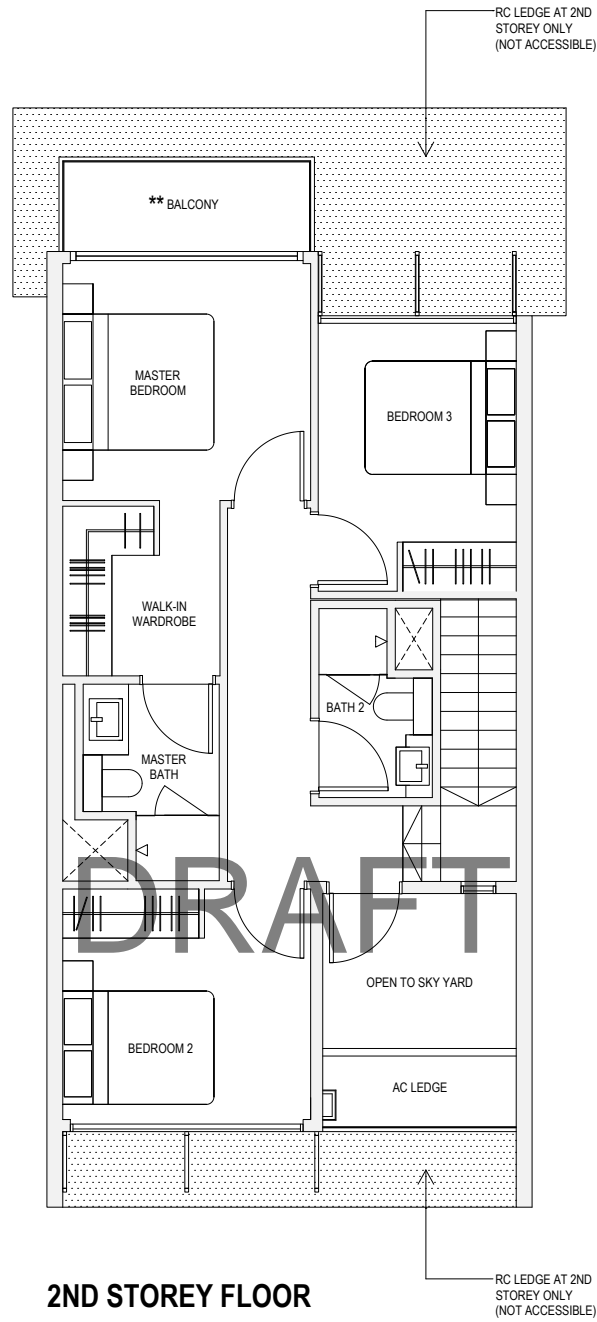 RC LEDGE AT 2ND
STOREY ONLY
(NOT ACCESSIBLE)
** BALCONY
MASTER
BEDROOM
BEDROOM 3
WALK-IN
WARDROBE
BATH 2
MASTER
BATH
DRAFT
OPEN TO SKY YARD
BEDROOM 2
AC LEDGE
2ND STOREY FLOOR
RC LEDGE AT 2ND
STOREY ONLY
(NOT ACCESSIBLE)